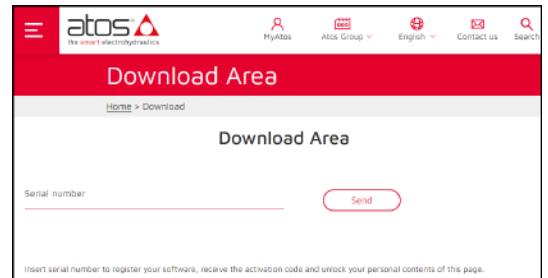 atos
the smart electrohydraulics
MyAtos
Atos Group
English
Contact us
Search
Download Area
Home > Download
Download Area
Serial number
Send
Insert serial number to register your software, receive the activation code and unlock your personal contents of this page.